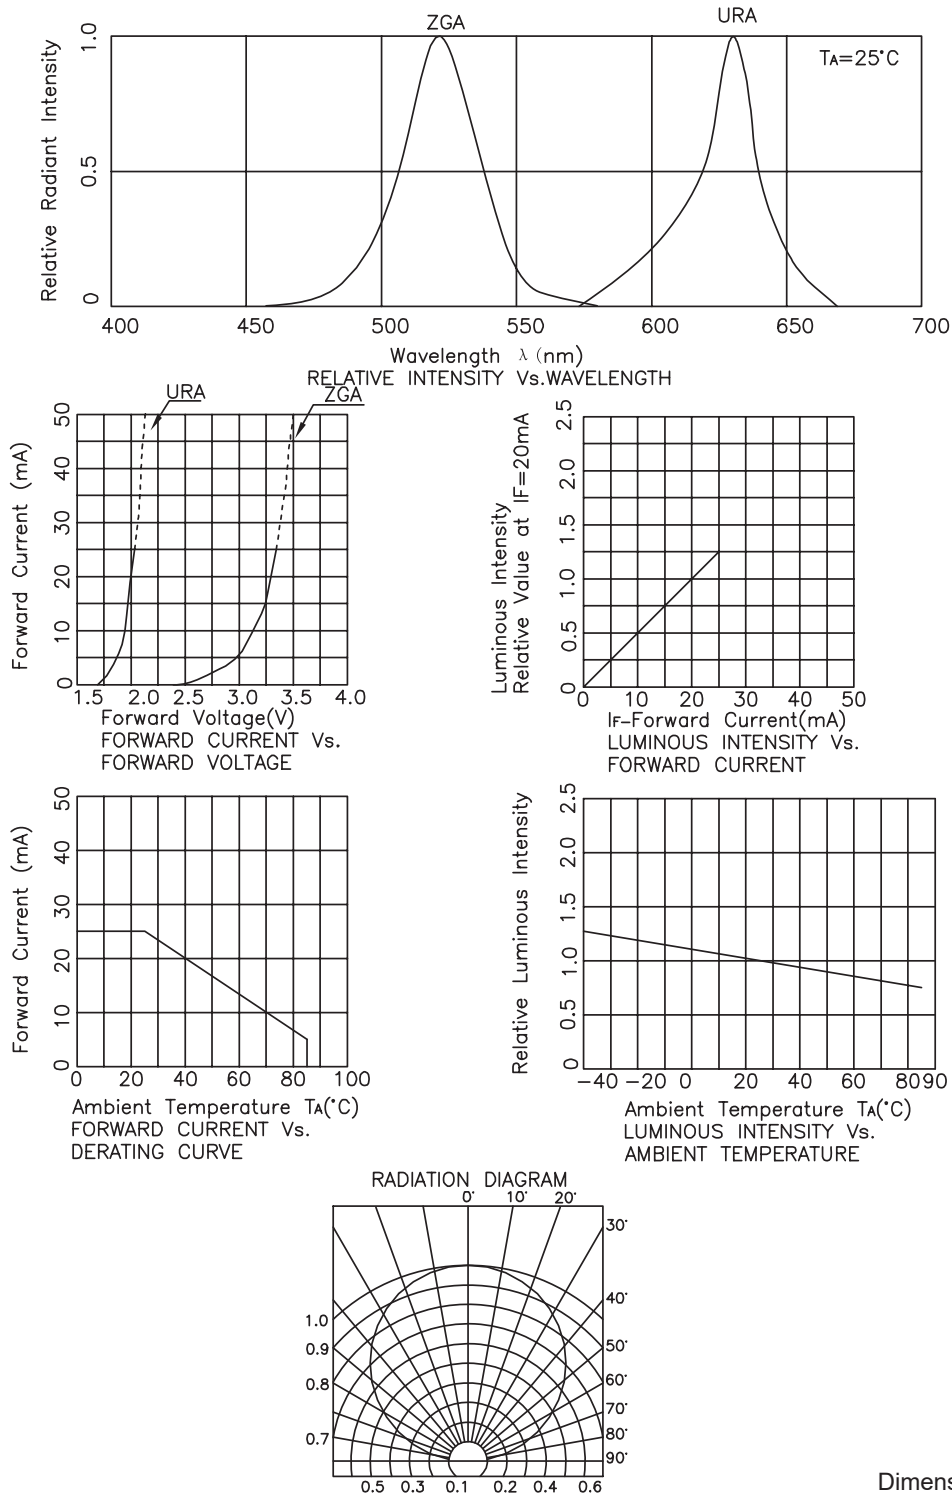 ZGA
URA
1.0
TA=25°C
Relative Radiant Intensity
0.5
0
400 450 500 550 600 650 700
Wavelength λ (nm)
RELATIVE INTENSITY Vs.WAVELENGTH
URA
ZGA
50
40
30
20
10
0
Forward Current (mA)
1.5 2.0 2.5 3.0 3.5 4.0
Forward Voltage(V)
FORWARD CURRENT Vs.
FORWARD VOLTAGE
Luminous Intensity
Relative Value at IF=20mA
2.5
2.0
1.5
1.0
0.5
0
0 10 20 30 40 50
IF-Forward Current(mA)
LUMINOUS INTENSITY Vs.
FORWARD CURRENT
50
40
30
20
10
0
Forward Current (mA)
0 20 40 60 80 100
Ambient Temperature TA(°C)
FORWARD CURRENT Vs.
DERATING CURVE
Relative Luminous Intensity
2.5
2.0
1.5
1.0
0.5
0
-40 -20 0 20 40 60 80 90
Ambient Temperature TA(°C)
LUMINOUS INTENSITY Vs.
AMBIENT TEMPERATURE
RADIATION DIAGRAM
0° 10° 20°
30°
40°
50°
60°
70°
80°
90°
1.0
0.9
0.8
0.7
0.5 0.3 0.1 0.2 0.4 0.6
Dimens